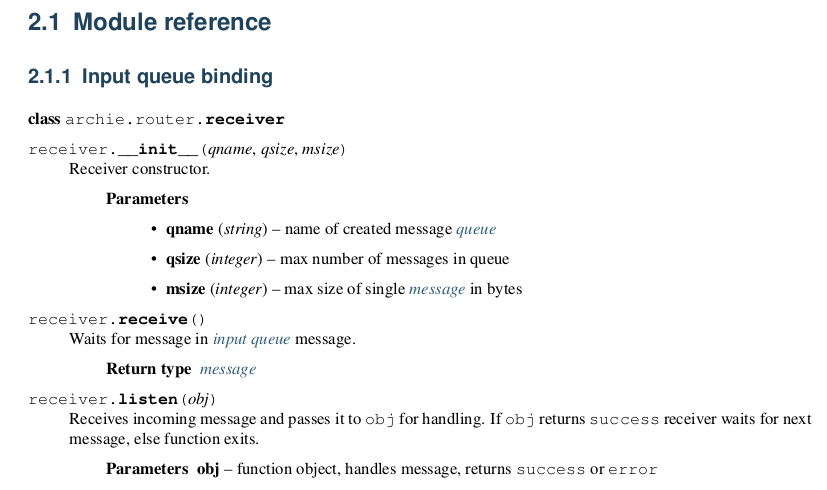 2.1 Module reference
2.1.1 Input queue binding
class archie.router.receiver
receiver.__init__(qname, qsize, msize)
Receiver constructor.
Parameters
• qname (string) – name of created message queue
• qsize (integer) – max number of messages in queue
• msize (integer) – max size of single message in bytes
receiver.receive()
Waits for message in input queue message.
Return type message
receiver.listen(obj)
Receives incoming message and passes it to obj for handling. If obj returns success receiver waits for next
message, else function exits.
Parameters obj – function object, handles message, returns success or error